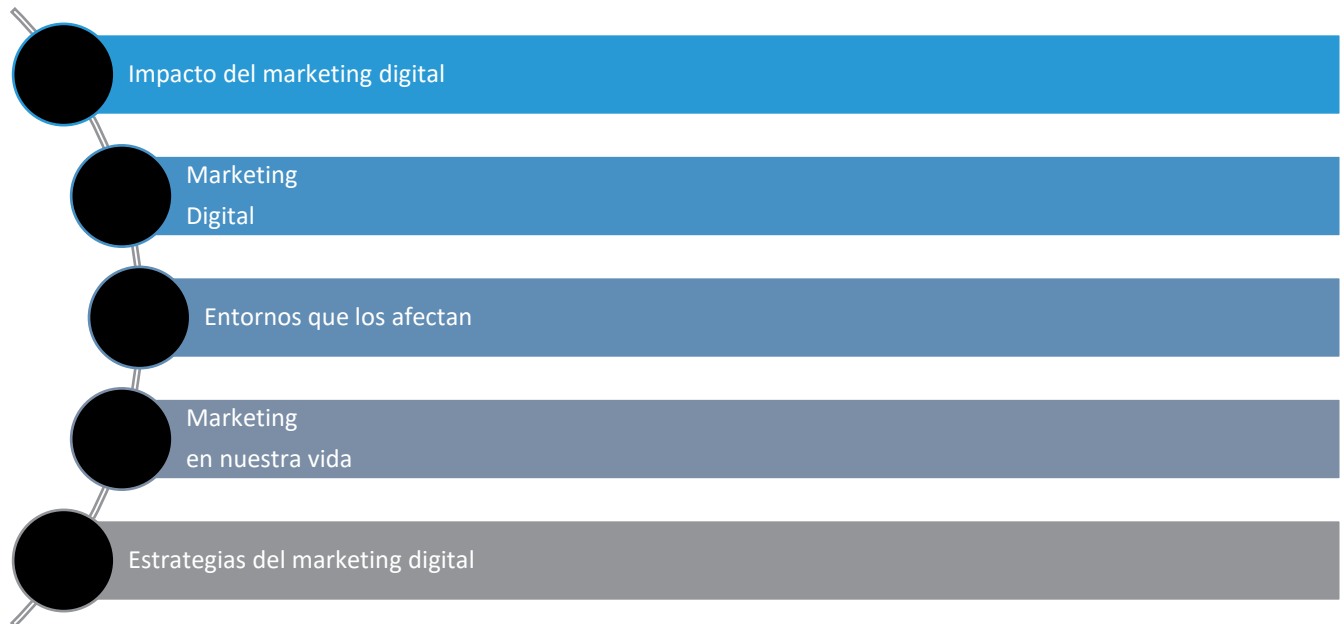 Impacto del marketing digital
Marketing
Digital
Entornos que los afectan
Marketing
en nuestra vida
Estrategias del marketing digital